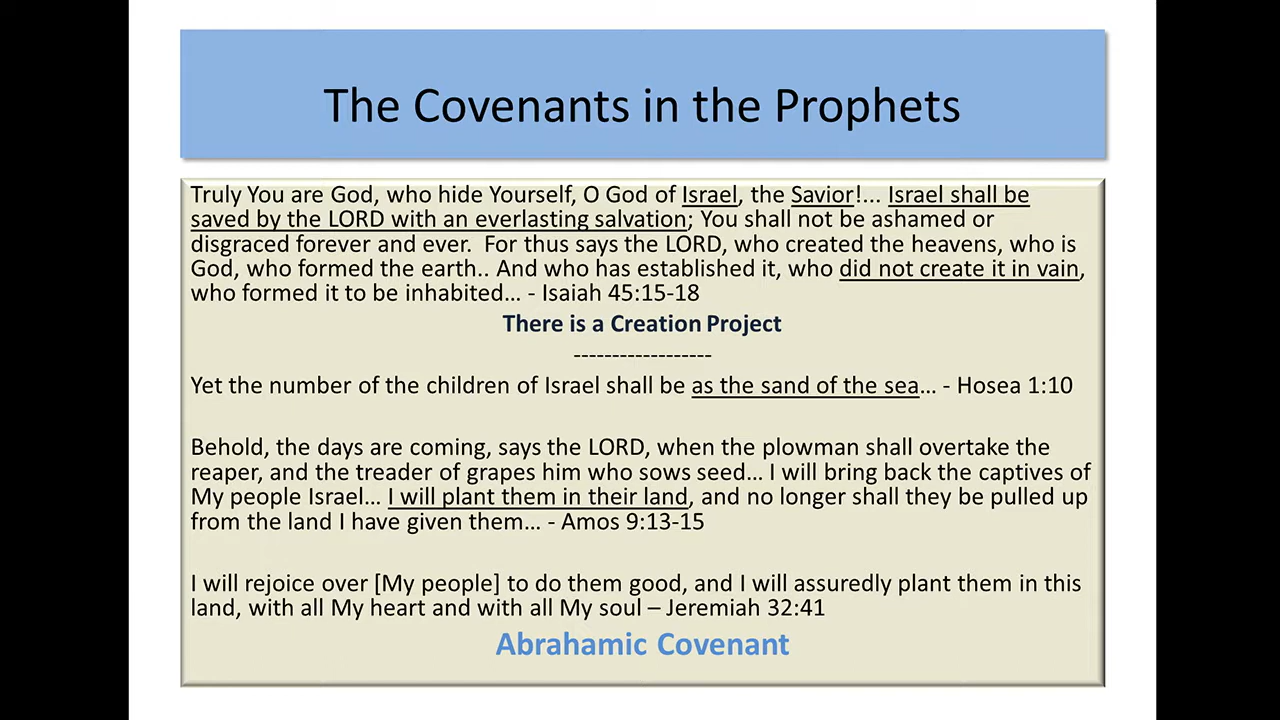 The Covenants in the Prophets
Truly You are God, who hide Yourself, O God of Israel, the Savior!... Israel shall be
saved by the LORD with an everlasting salvation; You shall not be ashamed or
disgraced forever and ever.  For thus says the LORD, who created the heavens, who is
God, who formed the earth.. And who has established it, who did not create it in vain,
who formed it to be inhabited… - Isaiah 45:15-18
There is a Creation Project
------------------
Yet the number of the children of Israel shall be as the sand of the sea… - Hosea 1:10
Behold, the days are coming, says the LORD, when the plowman shall overtake the
reaper, and the treader of grapes him who sows seed… I will bring back the captives of
My people Israel… I will plant them in their land, and no longer shall they be pulled up
from the land I have given them… - Amos 9:13-15
I will rejoice over [My people] to do them good, and I will assuredly plant them in this
land, with all My heart and with all My soul – Jeremiah 32:41
Abrahamic Covenant